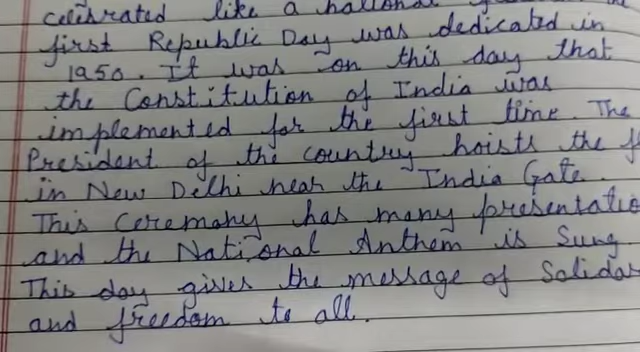 celebrated like a
first Republic Day was dedicated in
1950. It was on this day that
the Constitution of India was
implemented for the first time. The
President of the country hoists the
in New Delhi near the India Gate.
This ceremony has many
and the National Anthem is Sung
This day gives the message of
and freedom to all.